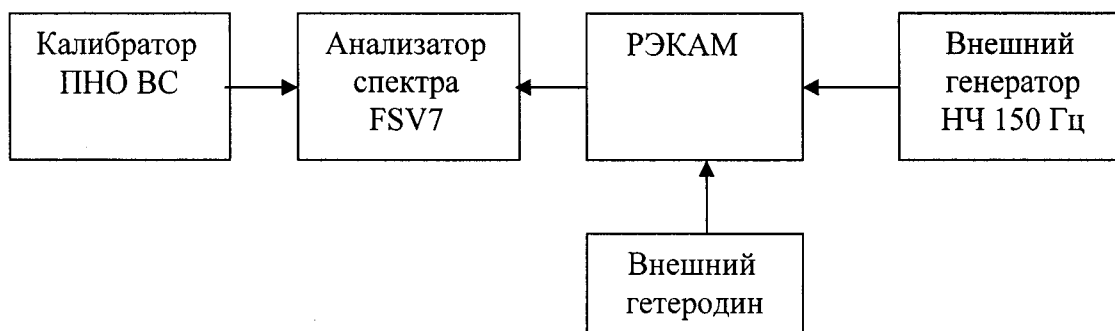 Калибратор
ПНО ВС
Анализатор
спектра
FSV7
РЭКАМ
Внешний
генератор
НЧ 150 Гц
Внешний
гетеродин